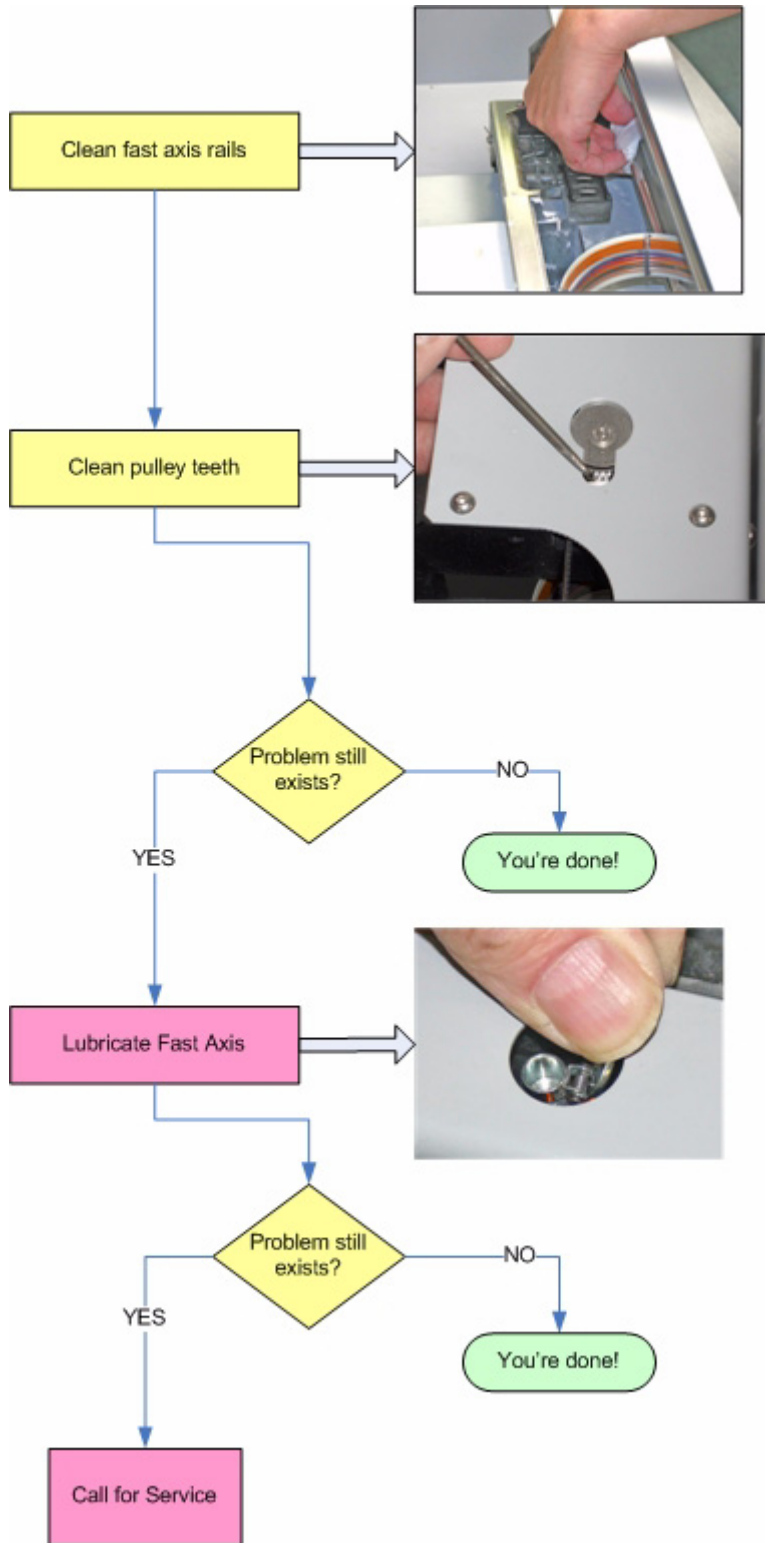 Clean fast axis rails
Clean pulley teeth
Problem still
exists?
NO
You're done!
YES
Lubricate Fast Axis
Problem still
exists?
NO
YES
You're done!
Call for Service